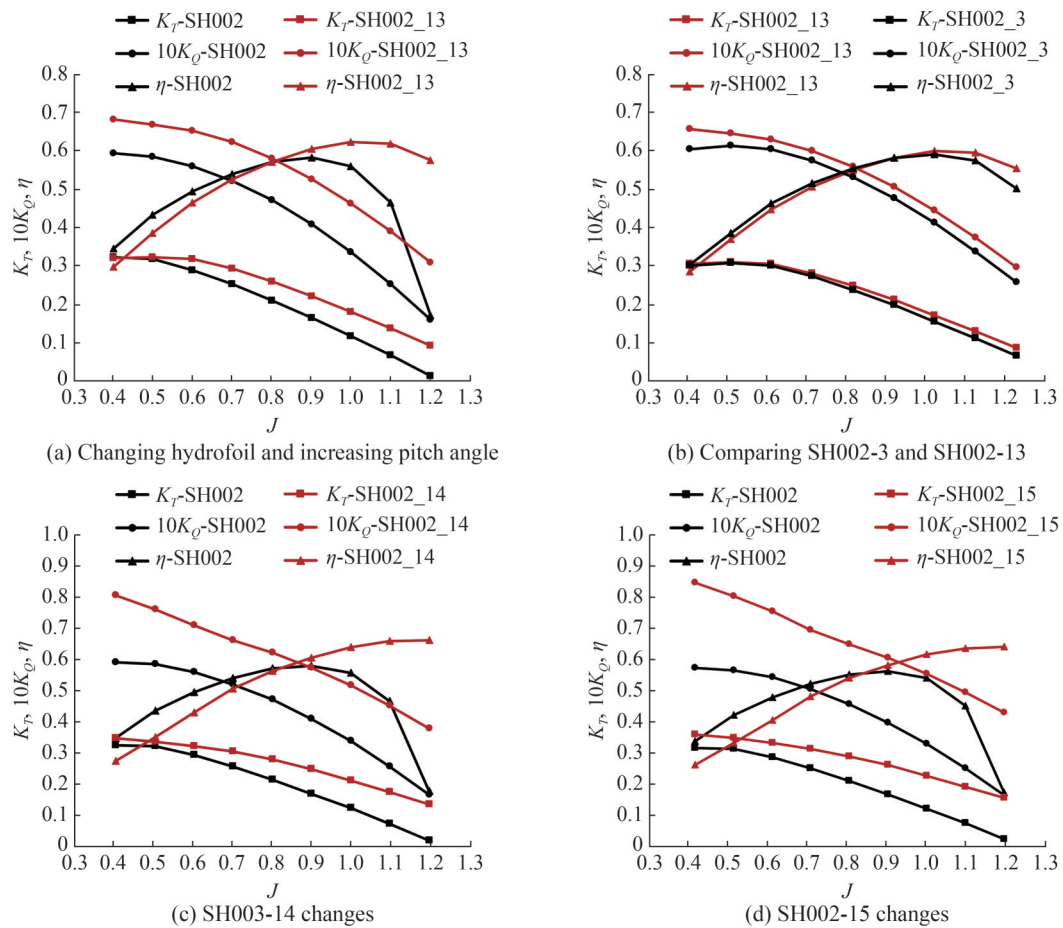 K_T-SH002 K_T-SH002_13
10K_Q-SH002 10K_Q-SH002_13
η-SH002 η-SH002_13
0.8
0.7
0.6
0.5
0.4
0.3
0.2
0.1
0
K_T, 10K_Q, η
0.3 0.4 0.5 0.6 0.7 0.8 0.9 1.0 1.1 1.2 1.3
J
(a) Changing hydrofoil and increasing pitch angle
K_T-SH002_13 K_T-SH002_3
10K_Q-SH002_13 10K_Q-SH002_3
η-SH002_13 η-SH002_3
0.8
0.7
0.6
0.5
0.4
0.3
0.2
0.1
0
K_T, 10K_Q, η
0.3 0.4 0.5 0.6 0.7 0.8 0.9 1.0 1.1 1.2 1.3
J
(b) Comparing SH002-3 and SH002-13
K_T-SH002 K_T-SH002_14
10K_Q-SH002 10K_Q-SH002_14
η-SH002 η-SH002_14
1.0
0.9
0.8
0.7
0.6
0.5
0.4
0.3
0.2
0.1
0
K_T, 10K_Q, η
0.3 0.4 0.5 0.6 0.7 0.8 0.9 1.0 1.1 1.2 1.3
J
(c) SH003-14 changes
K_T-SH002 K_T-SH002_15
10K_Q-SH002 10K_Q-SH002_15
η-SH002 η-SH002_15
1.0
0.9
0.8
0.7
0.6
0.5
0.4
0.3
0.2
0.1
0
K_T, 10K_Q, η
0.3 0.4 0.5 0.6 0.7 0.8 0.9 1.0 1.1 1.2 1.3
J
(d) SH002-15 changes